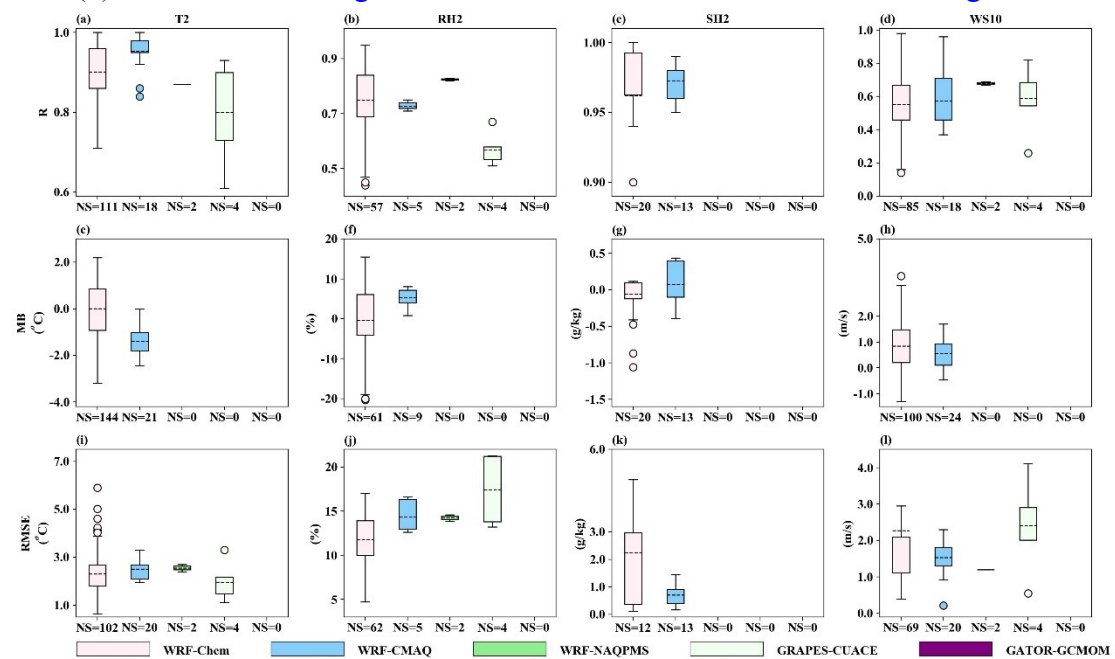 (a) T2 (b) RH2 (c) SH2 (d) WS10
R
1.0 0.8 0.6
0.9 0.7 0.5
1.00 0.95 0.90
1.0 0.8 0.6 0.4 0.2 0.0
NS=111 NS=18 NS=2 NS=4 NS=0
NS=57 NS=5 NS=2 NS=4 NS=0
NS=20 NS=13 NS=0 NS=0 NS=0
NS=85 NS=18 NS=2 NS=4 NS=0
(e) (f) (g) (h)
MB
(°C)
2.0 0.0 -2.0 -4.0
(%)
20 10 0 -10 -20
(g/kg)
0.5 0.0 -0.5 -1.0 -1.5
(m/s)
5.0 2.0 1.0 0.0 -1.0
NS=144 NS=21 NS=0 NS=0 NS=0
NS=61 NS=9 NS=0 NS=0 NS=0
NS=20 NS=13 NS=0 NS=0 NS=0
NS=100 NS=24 NS=0 NS=0 NS=0
(i) (j) (k) (l)
RMSE
(°C)
7.0 5.0 3.0 1.0
(%)
20 15 10 5
(g/kg)
6.0 3.0 2.0 1.0 0.0
(m/s)
4.0 3.0 2.0 1.0 0.0
NS=102 NS=20 NS=2 NS=4 NS=0
NS=62 NS=5 NS=2 NS=4 NS=0
NS=12 NS=13 NS=0 NS=0 NS=0
NS=69 NS=20 NS=2 NS=4 NS=0
WRF-Chem WRF-CMAQ WRF-NAQPMS GRAPES-CUACE GATOR-GCMOM